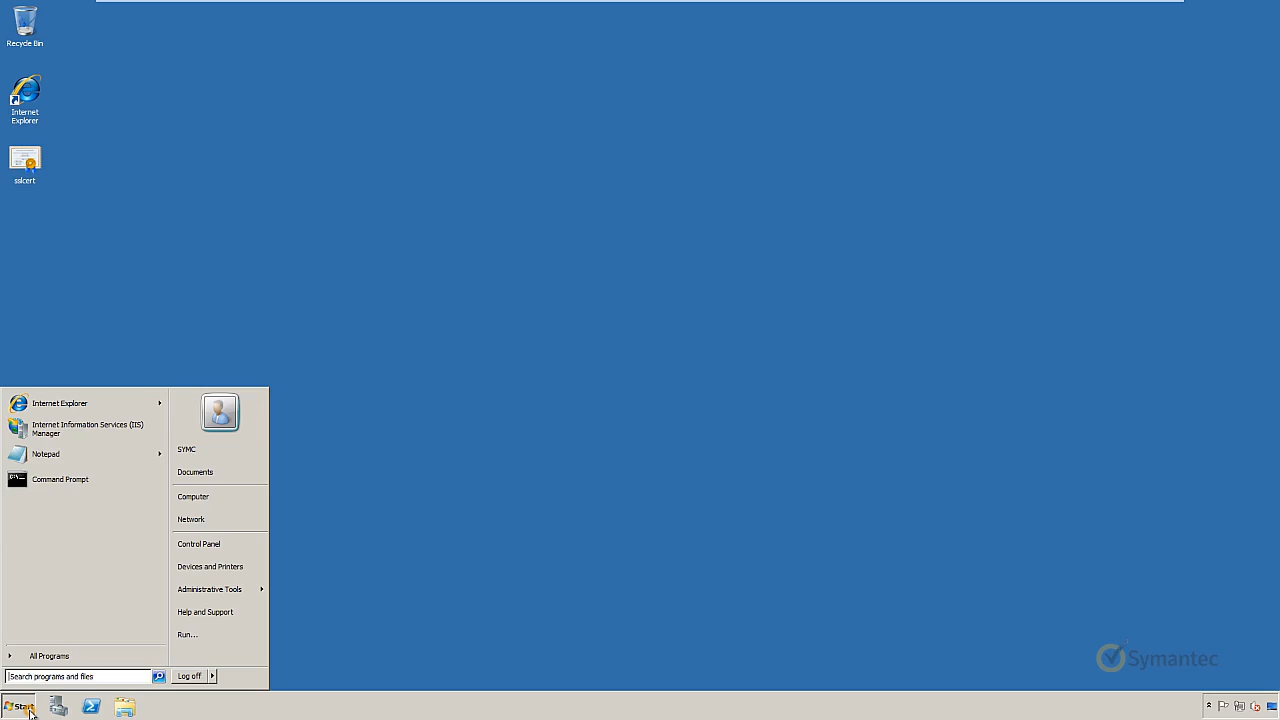 Recycle Bin
Internet
Explorer
sslcert
Internet Explorer
Internet Information Services (IIS)
Manager
Notepad
Command Prompt
All Programs
Search programs and files
SYMC
Documents
Computer
Network
Control Panel
Devices and Printers
Administrative Tools
Help and Support
Run...
Log off
Start
Symantec